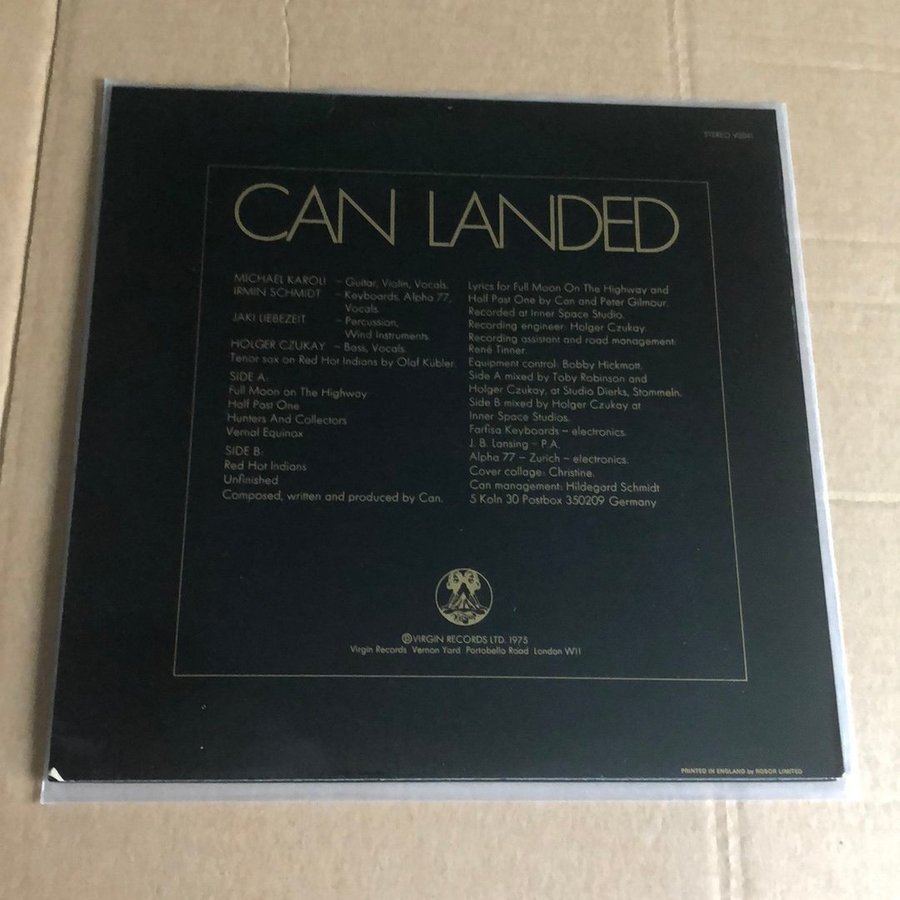 STEREO V2041
CAN LANDED
MICHAEL KAROLI – Guitar, Violin, Vocals.
IRMIN SCHMIDT – Keyboards, Alpha 77,
Vocals.
JAKI LIEBEZEIT – Percussion,
Wind Instruments.
HOLGER CZUKAY – Bass, Vocals.
Tenor sax on Red Hot Indians by Olaf Kubler.
SIDE A:
Full Moon on The Highway
Half Past One
Hunters And Collectors
Vernal Equinox
SIDE B:
Red Hot Indians
Unfinished
Composed, written and produced by Can.
Lyrics for Full Moon On The Highway and
Half Past One by Can and Peter Gilmour.
Recorded at Inner Space Studio.
Recording engineer: Holger Czukay.
Recording assistant and road management:
René Tinner.
Equipment control: Bobby Hickmott.
Side A mixed by Toby Robinson and
Holger Czukay, at Studio Dierks, Stommeln.
Side B mixed by Holger Czukay at
Inner Space Studios.
Farfisa Keyboards – electronics.
J. B. Lansing – P.A.
Alpha 77 – Zurich – electronics.
Cover collage: Christine.
Can management: Hildegard Schmidt
5 Koln 30 Postbox 350209 Germany
Ⓟ VIRGIN RECORDS LTD. 1975
Virgin Records Vernon Yard Portobello Road London W11
PRINTED IN ENGLAND by ROBOR LIMITED